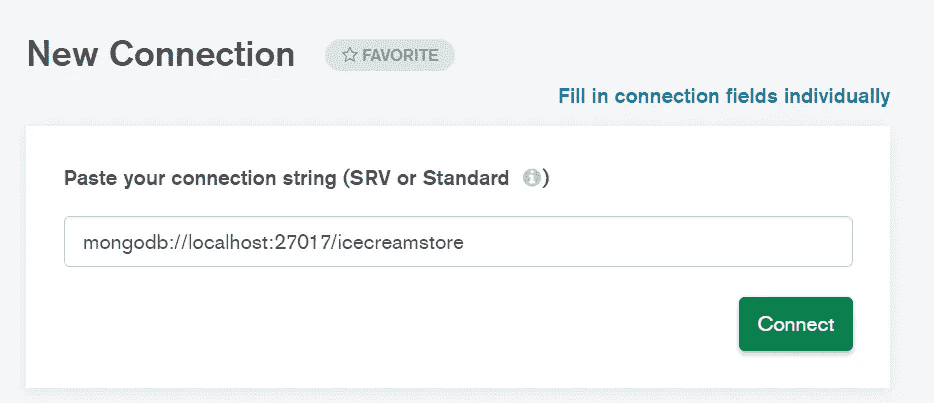 New Connection
FAVORITE
Fill in connection fields individually
Paste your connection string (SRV or Standard )
mongodb://localhost:27017/icecreamstore
Connect